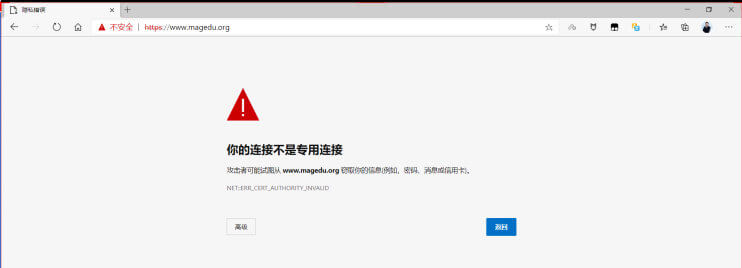 隐私错误
不安全 | https://www.magedu.org
你的连接不是专用连接
攻击者可能试图从 www.magedu.org 窃取你的信息(例如，密码、消息或信用卡)。
NET::ERR_CERT_AUTHORITY_INVALID
高级
返回